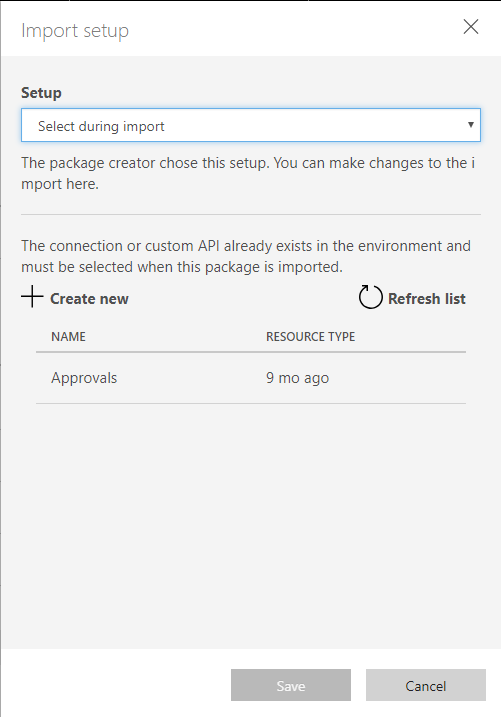 Import setup
Setup
Select during import
The package creator chose this setup. You can make changes to the i
mport here.
The connection or custom API already exists in the environment and
must be selected when this package is imported.
Create new Refresh list
NAME RESOURCE TYPE
Approvals 9 mo ago
Save Cancel